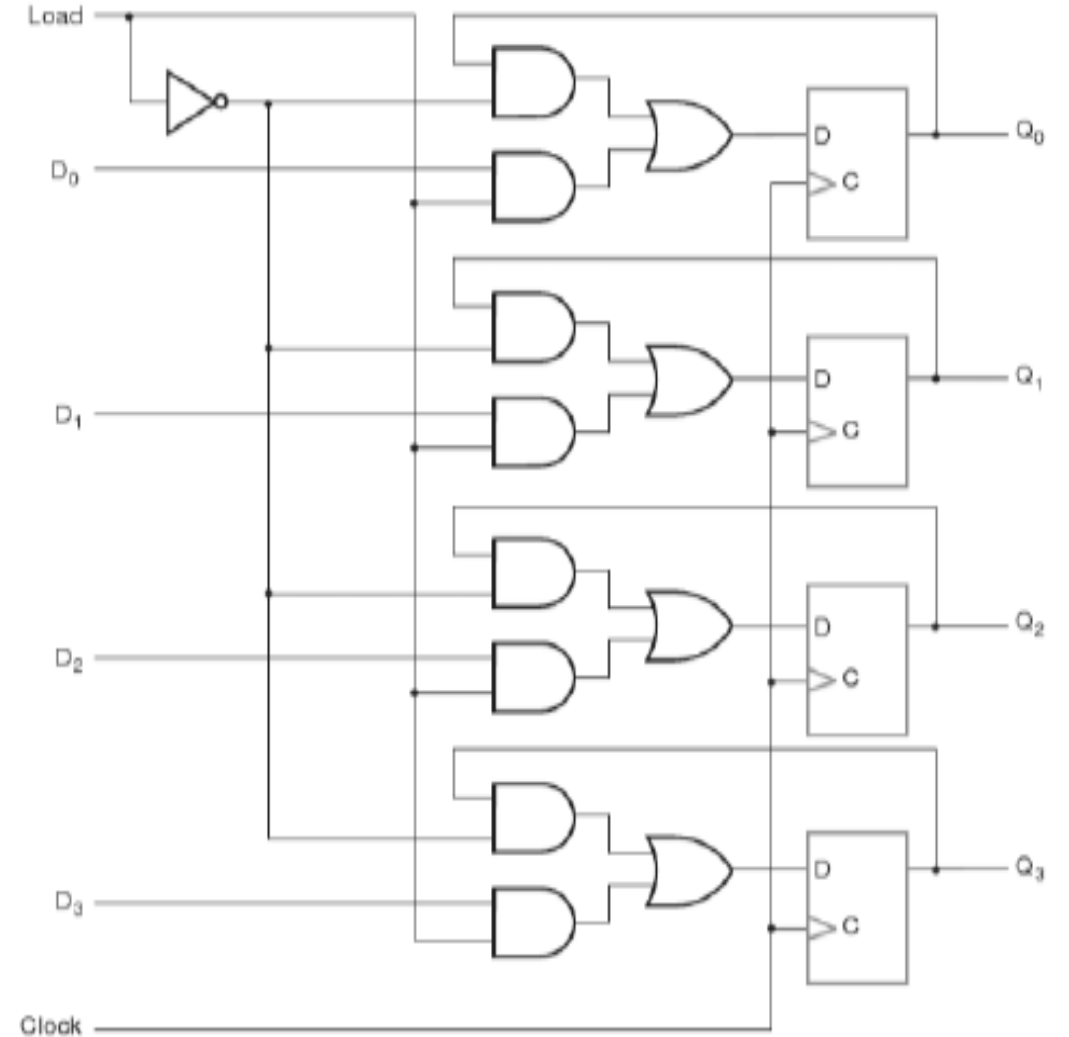 Load
D₀
D C Q₀
D₁
D C Q₁
D₂
D C Q₂
D₃
D C Q₃
Clock